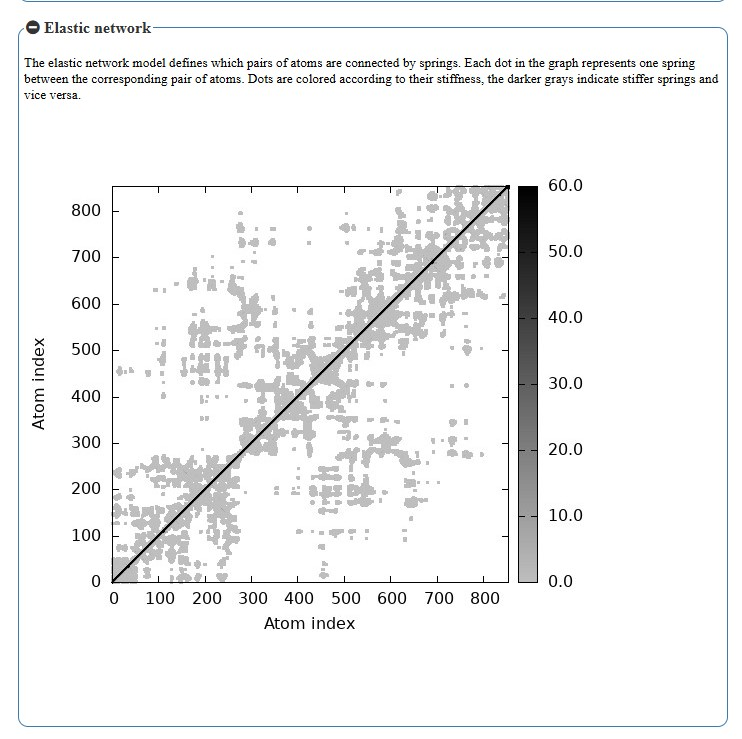 Elastic network
The elastic network model defines which pairs of atoms are connected by springs. Each dot in the graph represents one spring
between the corresponding pair of atoms. Dots are colored according to their stiffness, the darker grays indicate stiffer springs and
vice versa.
800
700
600
500
400
300
200
100
0
Atom index
0 100 200 300 400 500 600 700 800
Atom index
60.0
50.0
40.0
30.0
20.0
10.0
0.0